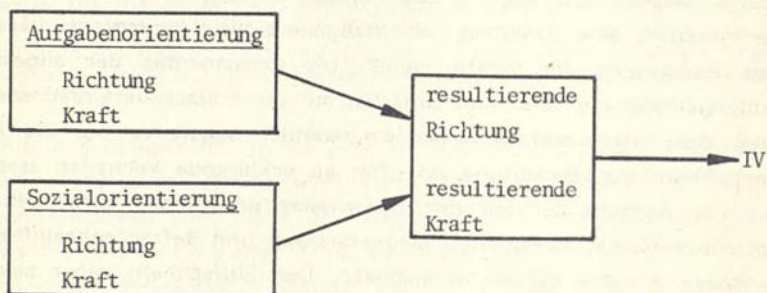 Aufgabenorientierung
Richtung
Kraft
resultierende
Richtung
resultierende
Kraft
IV
Sozialorientierung
Richtung
Kraft